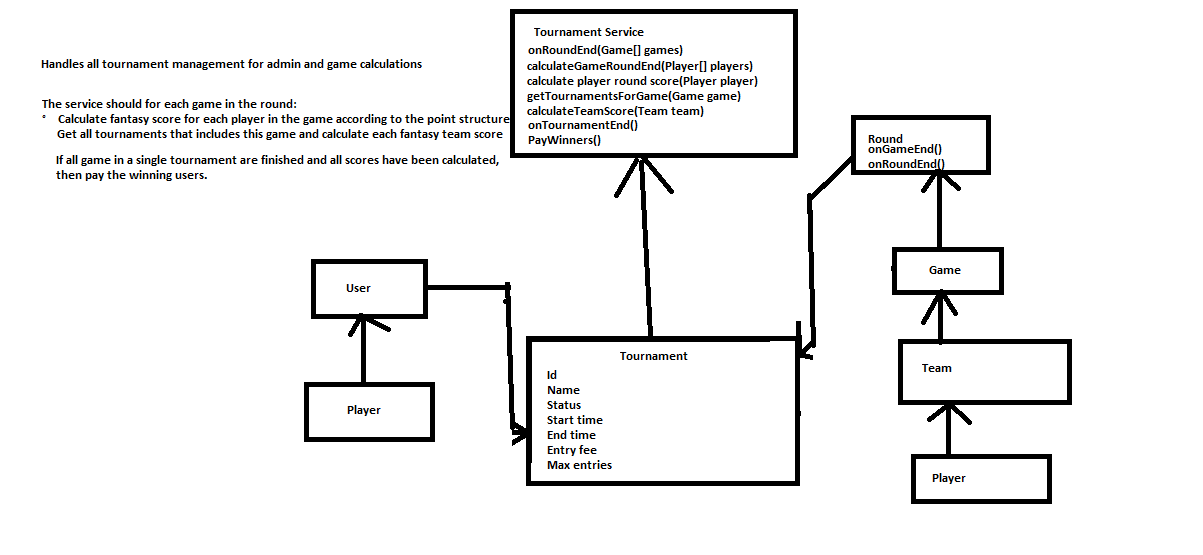 Handles all tournament management for admin and game calculations
The service should for each game in the round:
° Calculate fantasy score for each player in the game according to the point structure
Get all tournaments that includes this game and calculate each fantasy team score
If all game in a single tournament are finished and all scores have been calculated,
then pay the winning users.
Tournament Service
onRoundEnd(Game[] games)
calculateGameRoundEnd(Player[] players)
calculate player round score(Player player)
getTournamentsForGame(Game game)
calculateTeamScore(Team team)
onTournamentEnd()
PayWinners()
Round
onGameEnd()
onRoundEnd()
Game
User
Player
Tournament
Id
Name
Status
Start time
End time
Entry fee
Max entries
Team
Player